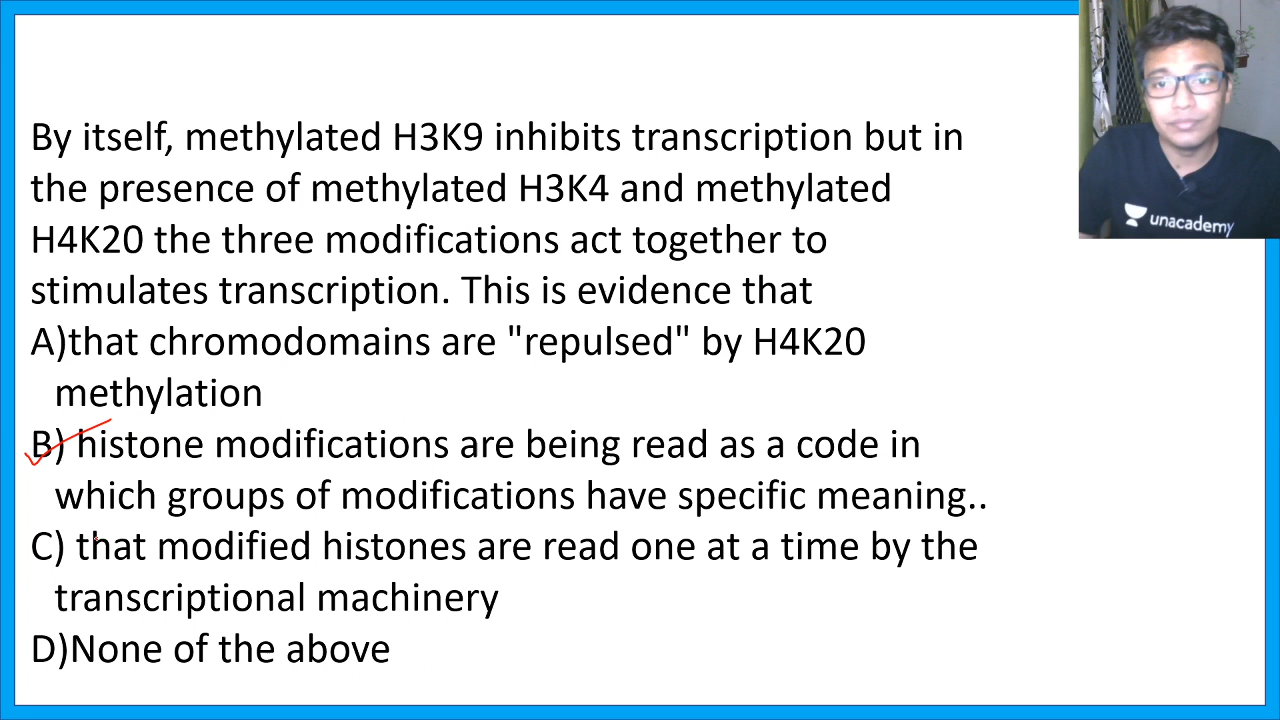 By itself, methylated H3K9 inhibits transcription but in
the presence of methylated H3K4 and methylated
H4K20 the three modifications act together to
stimulates transcription. This is evidence that
A)that chromodomains are "repulsed" by H4K20
methylation
B) histone modifications are being read as a code in
which groups of modifications have specific meaning..
C) that modified histones are read one at a time by the
transcriptional machinery
D)None of the above
unacademy